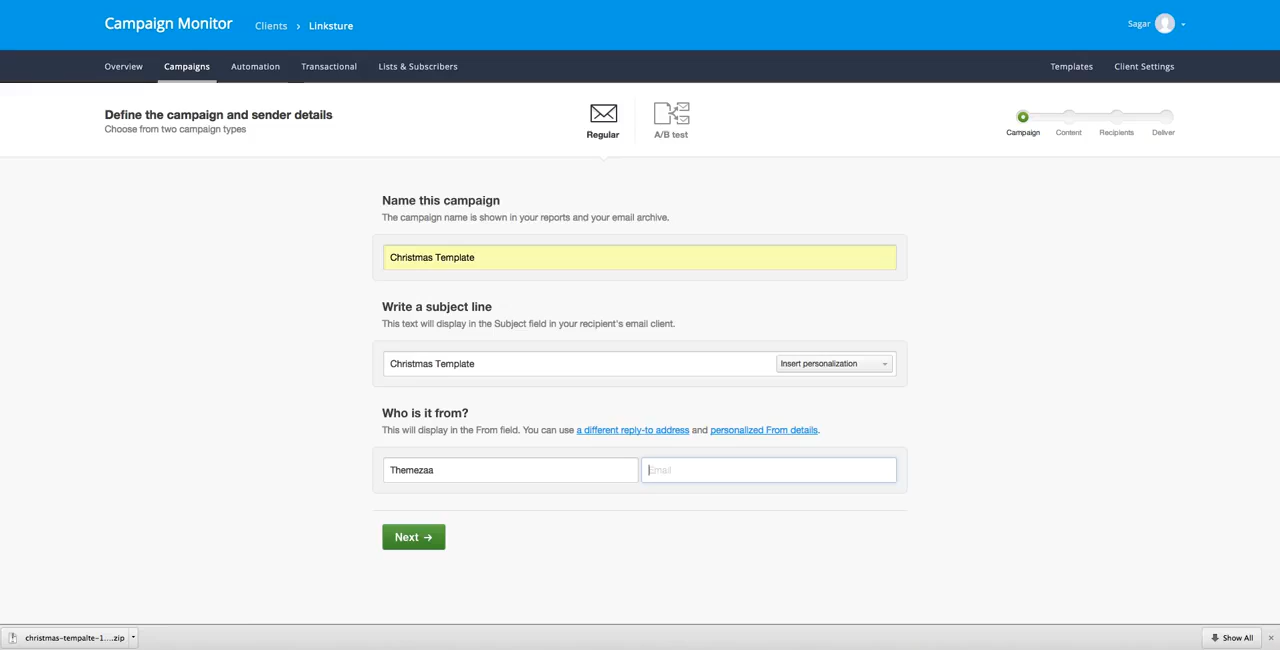 Campaign Monitor Clients › Linksture Sagar
Overview Campaigns Automation Transactional Lists & Subscribers Templates Client Settings
Define the campaign and sender details
Choose from two campaign types
Regular A/B test
Campaign Content Recipients Deliver
Name this campaign
The campaign name is shown in your reports and your email archive.
Christmas Template
Write a subject line
This text will display in the Subject field in your recipient's email client.
Christmas Template Insert personalization
Who is it from?
This will display in the From field. You can use a different reply-to address and personalized From details.
Themezaa Email
Next →
christmas-tempalte-1....zip Show All